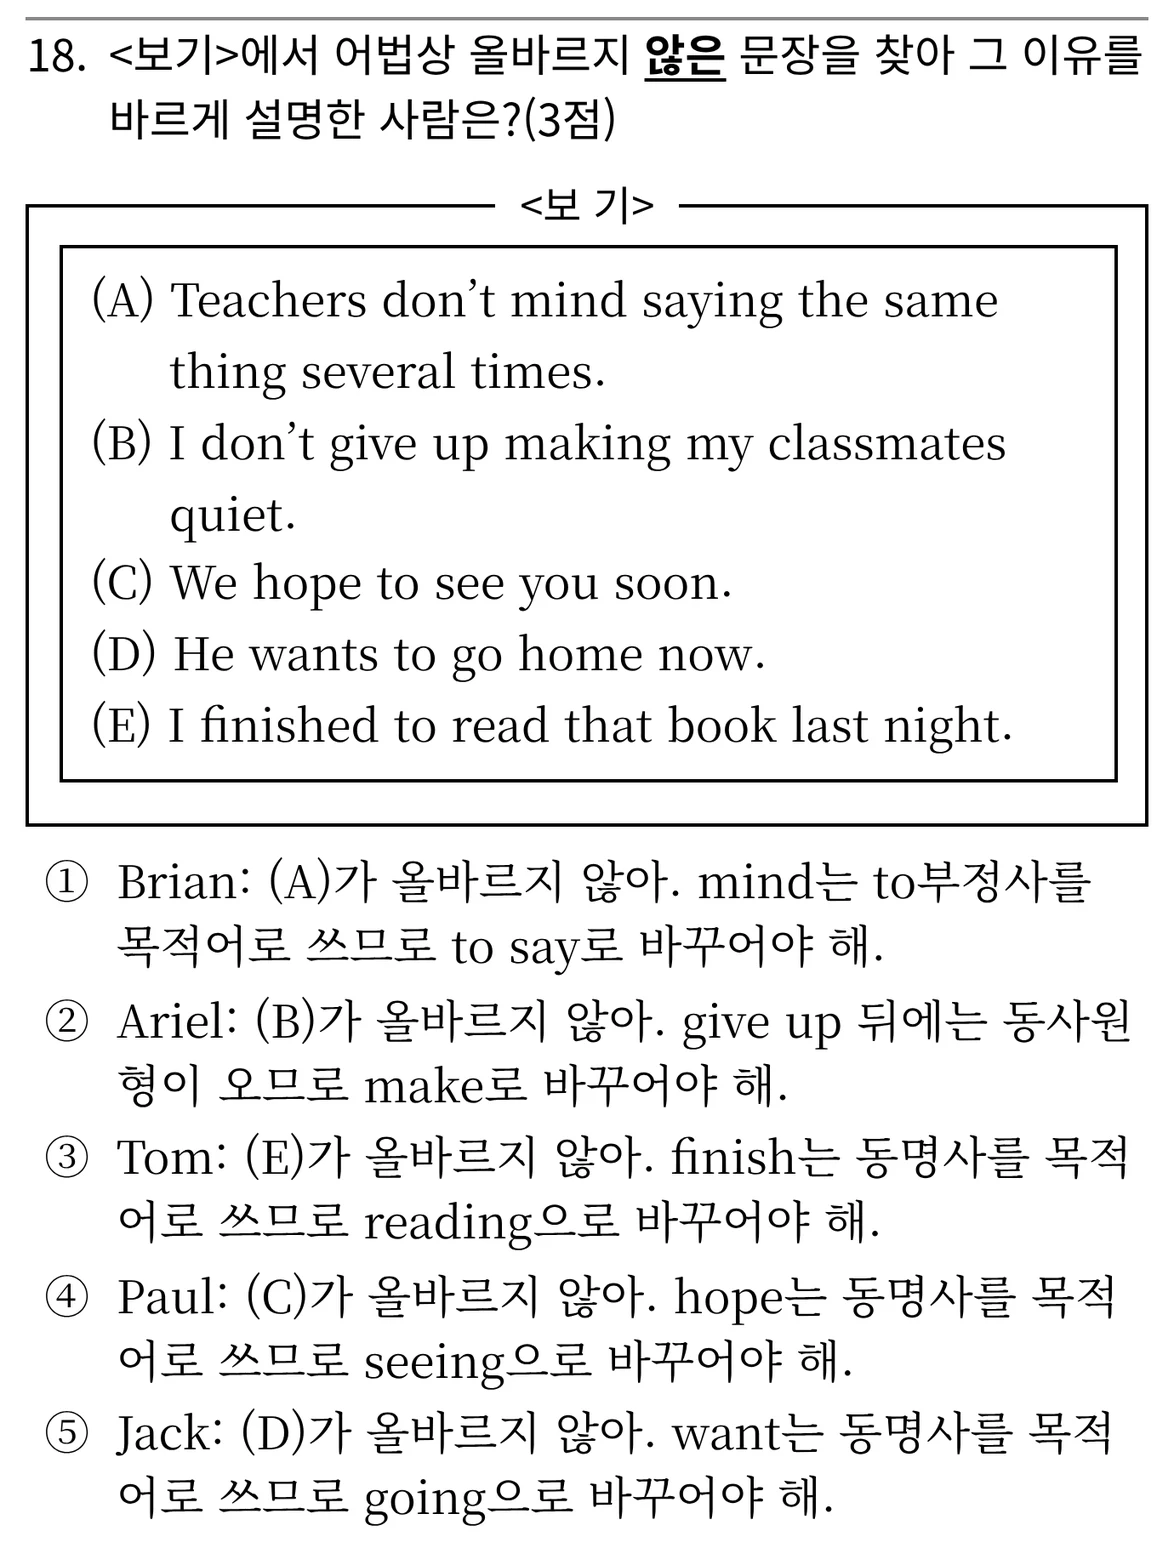 18. <보기>에서 어법상 올바르지 않은 문장을 찾아 그 이유를
바르게 설명한 사람은?(3점)
<보 기>
(A) Teachers don’t mind saying the same
thing several times.
(B) I don’t give up making my classmates
quiet.
(C) We hope to see you soon.
(D) He wants to go home now.
(E) I finished to read that book last night.
① Brian: (A)가 올바르지 않아. mind는 to부정사를
목적어로 쓰므로 to say로 바꾸어야 해.
② Ariel: (B)가 올바르지 않아. give up 뒤에는 동사원
형이 오므로 make로 바꾸어야 해.
③ Tom: (E)가 올바르지 않아. finish는 동명사를 목적
어로 쓰므로 reading으로 바꾸어야 해.
④ Paul: (C)가 올바르지 않아. hope는 동명사를 목적
어로 쓰므로 seeing으로 바꾸어야 해.
⑤ Jack: (D)가 올바르지 않아. want는 동명사를 목적
어로 쓰므로 going으로 바꾸어야 해.